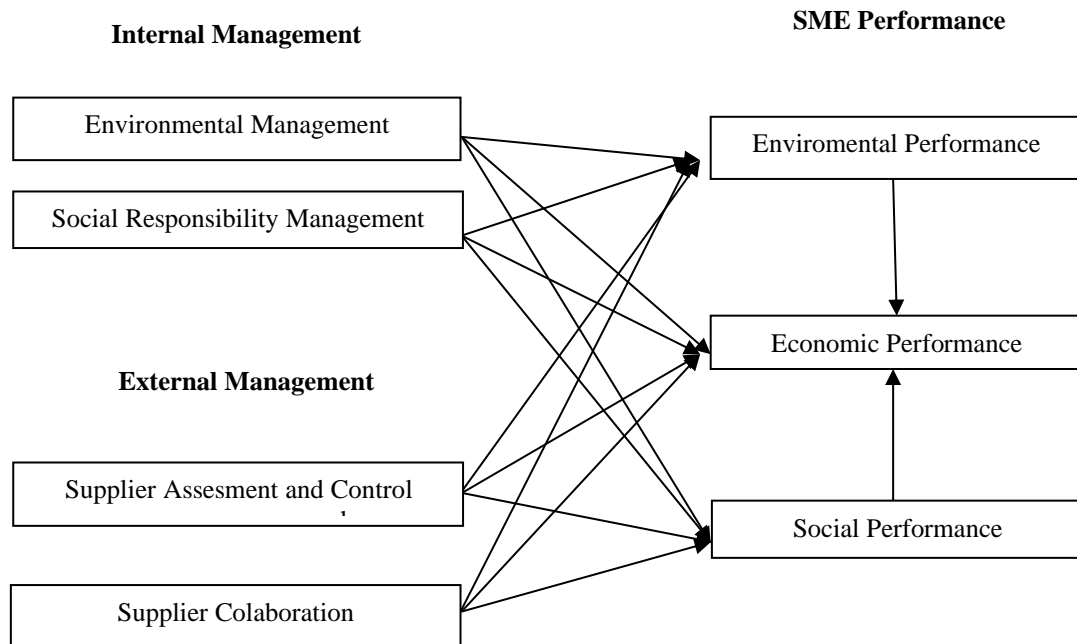 Internal Management
Environmental Management
Social Responsibility Management
External Management
Supplier Assesment and Control
Supplier Colaboration
SME Performance
Enviromental Performance
Economic Performance
Social Performance